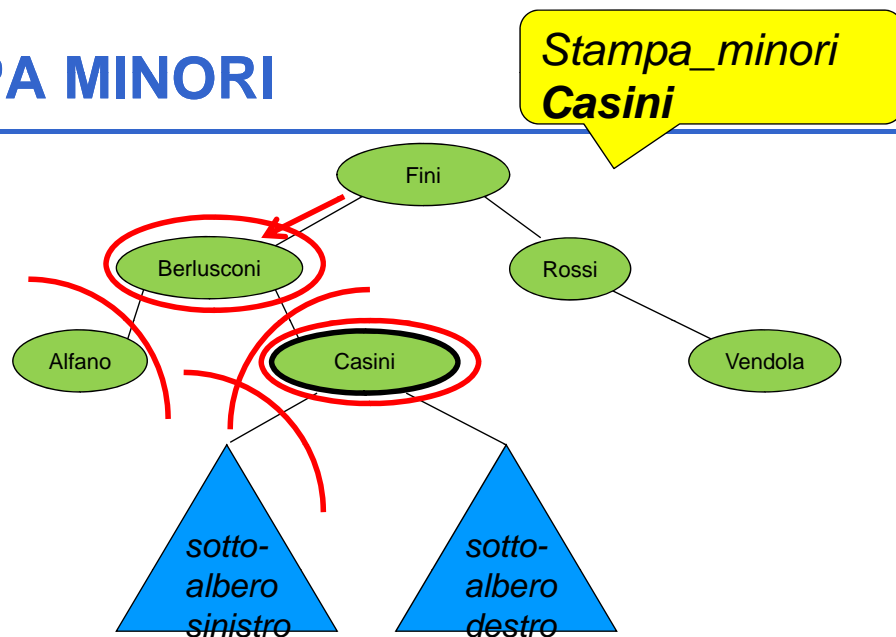 PA MINORI
Stampa_minori
Casini
Fini
Berlusconi
Rossi
Alfano
Casini
Vendola
sotto-
albero
sinistro
sotto-
albero
destro